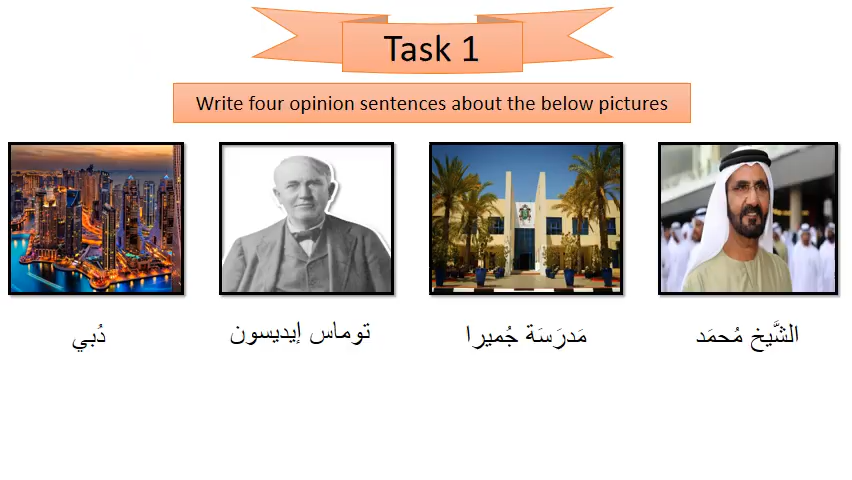 Task 1
Write four opinion sentences about the below pictures
دُبي
توماس إيديسون
مَدرَسَة جُميرا
الشَّيخ مُحمَد